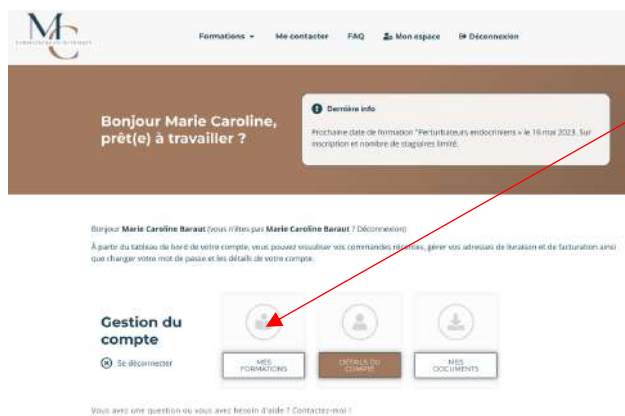 MC
Formations Me contacter FAQ Mon espace Déconnexion
Bonjour Marie Caroline,
prêt(e) à travailler ?
Dernière info
Prochaine date de formation "Perturbateurs endocriniens » le 16 mai 2023. Sur
inscription et nombre de stagiaires limité.
Bonjour Marie Caroline Baraut (vous n'êtes pas Marie Caroline Baraut ? Déconnexion)
À partir du tableau de bord de votre compte, vous pouvez visualiser vos commandes récentes, gérer vos adresses de livraison et de facturation ainsi
que changer votre mot de passe et les détails de votre compte.
Gestion du
compte
Se déconnecter
MES
FORMATIONS
DÉTAILS DU
COMPTE
MES
DOCUMENTS
Vous avez une question ou vous avez besoin d'aide ? Contactez-moi !